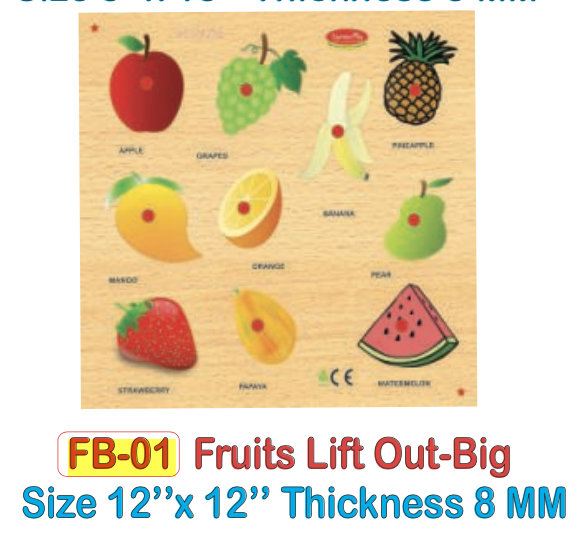 APPLE
GRAPES
PINEAPPLE
BANANA
MANGO
ORANGE
PEAR
STRAWBERRY
PAPAYA
CE
WATERMELON
FB-01 Fruits Lift Out-Big
Size 12’’x 12’’ Thickness 8 MM